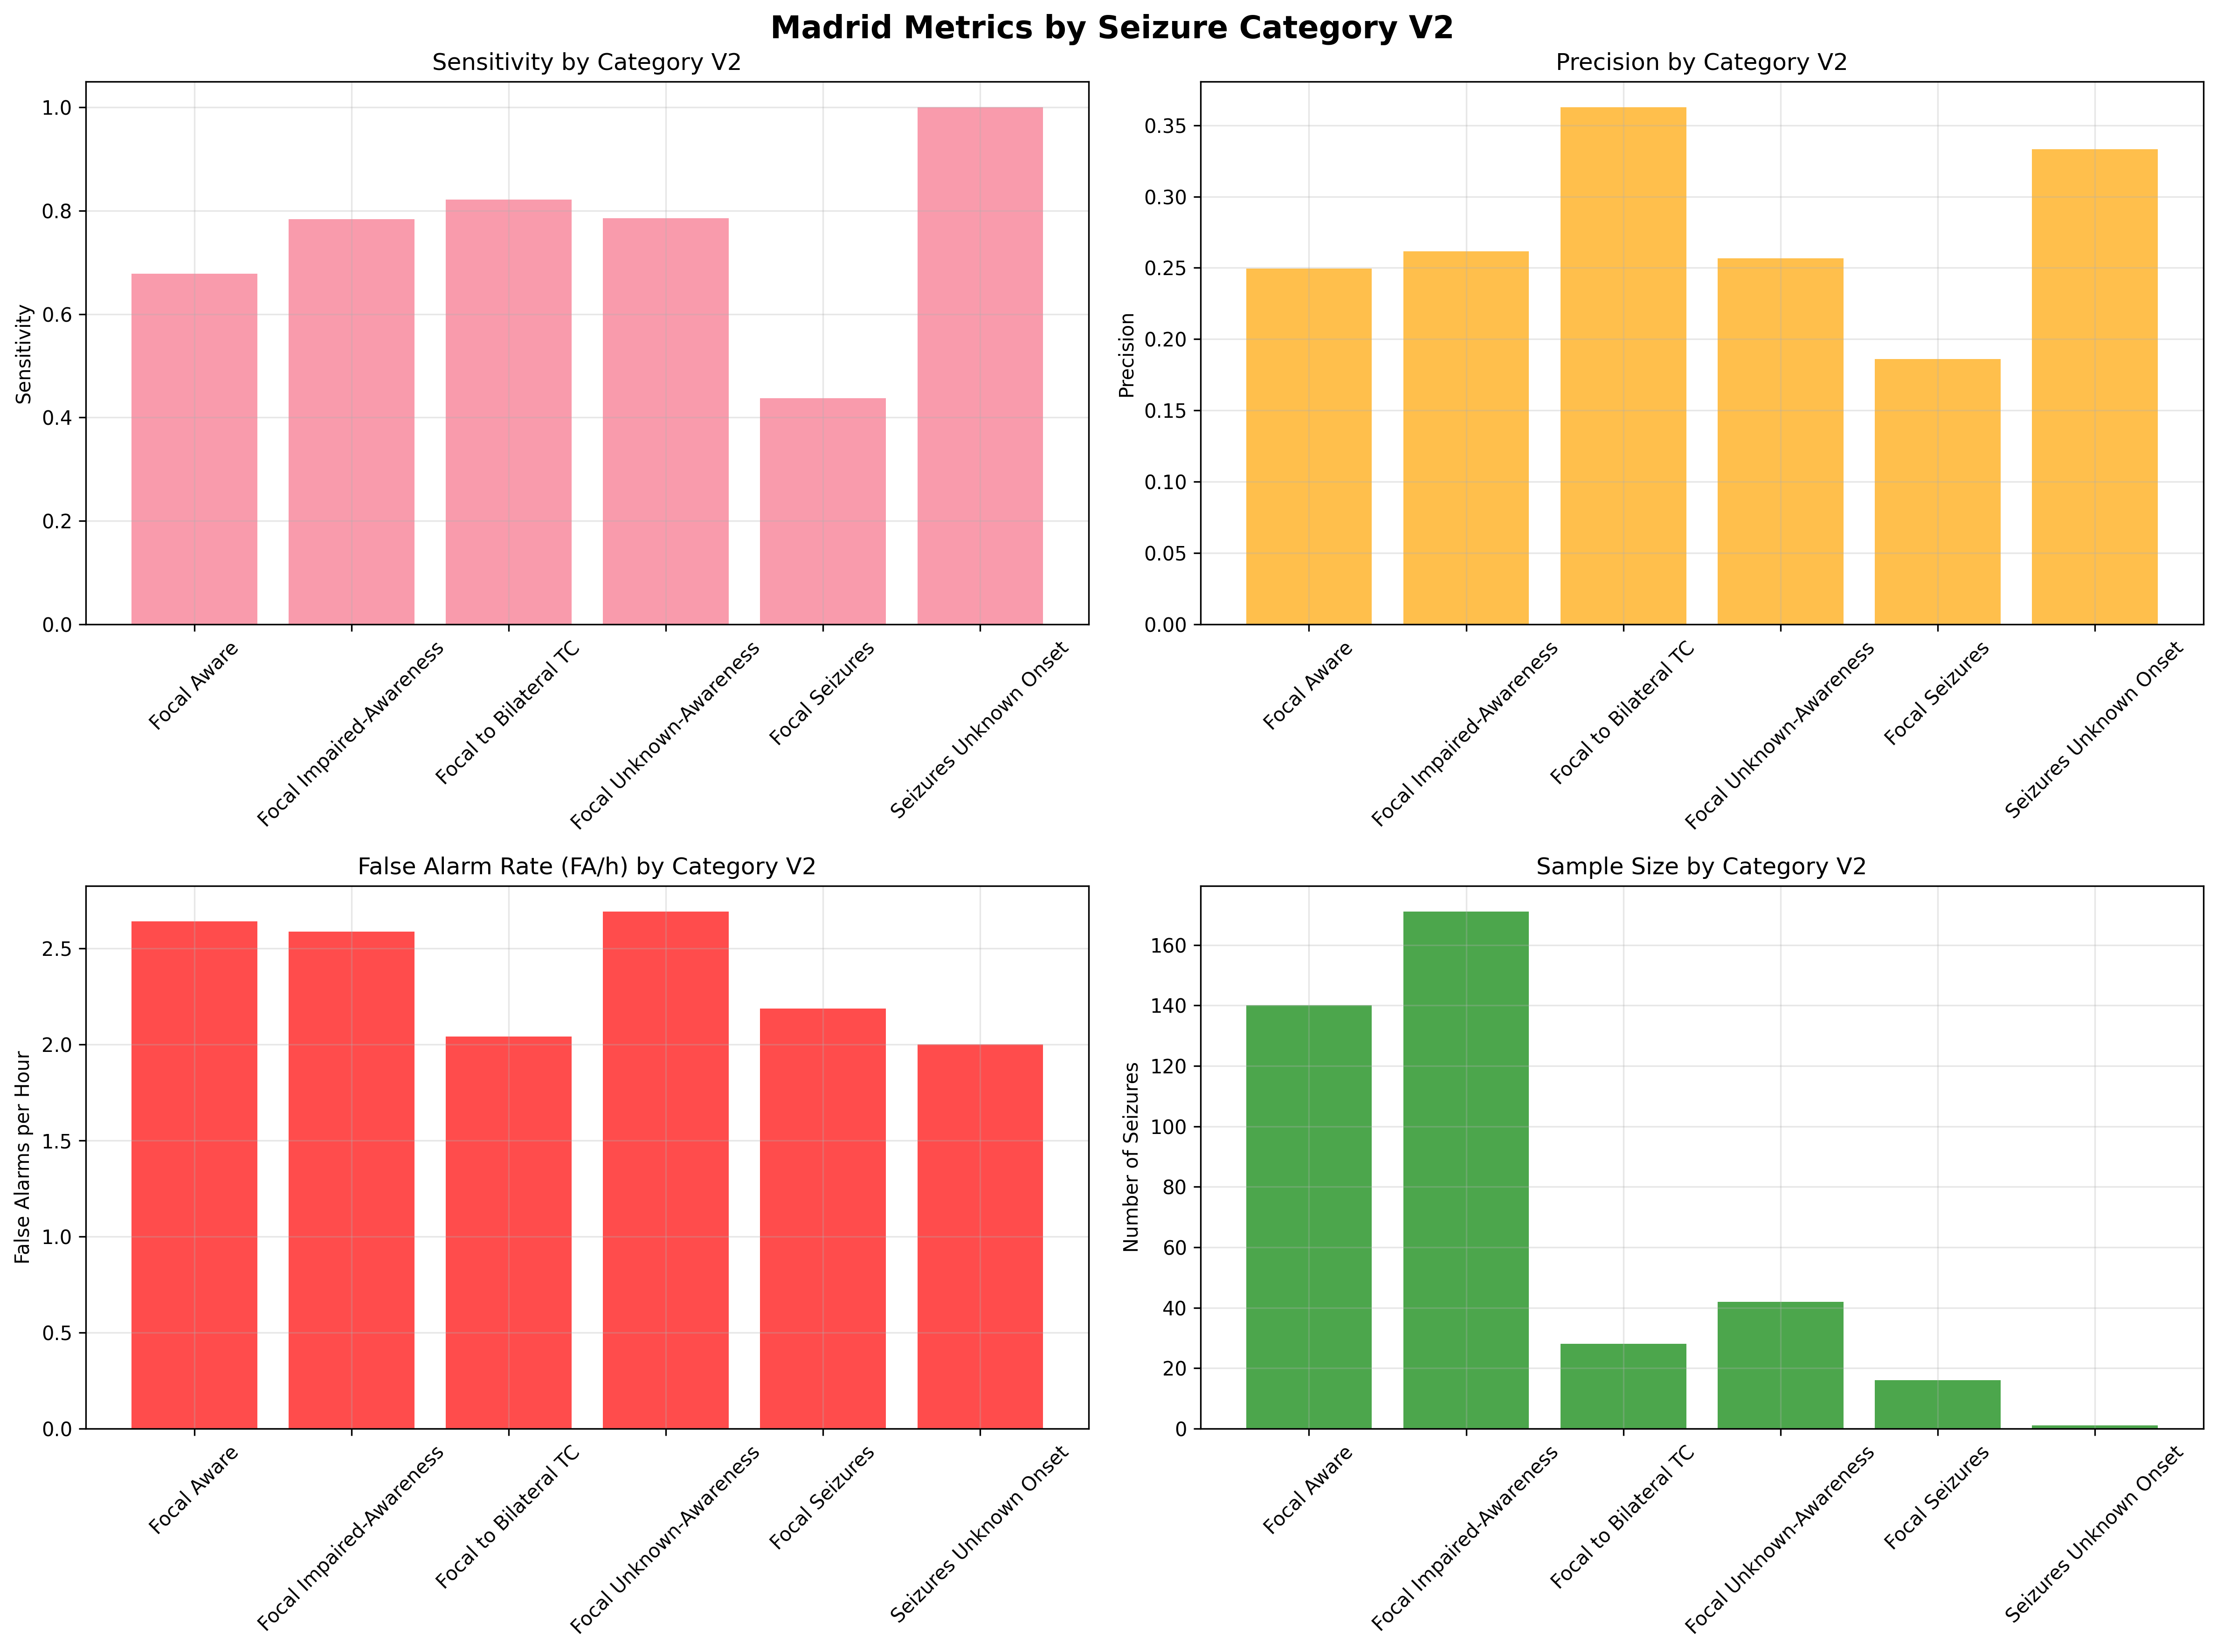 Madrid Metrics by Seizure Category V2
Sensitivity by Category V2
Sensitivity
1.0
0.8
0.6
0.4
0.2
0.0
Focal Aware
Focal Impaired-Awareness
Focal to Bilateral TC
Focal Unknown-Awareness
Focal Seizures
Seizures Unknown Onset
Precision by Category V2
Precision
0.35
0.30
0.25
0.20
0.15
0.10
0.05
0.00
Focal Aware
Focal Impaired-Awareness
Focal to Bilateral TC
Focal Unknown-Awareness
Focal Seizures
Seizures Unknown Onset
False Alarm Rate (FA/h) by Category V2
False Alarms per Hour
2.5
2.0
1.5
1.0
0.5
0.0
Focal Aware
Focal Impaired-Awareness
Focal to Bilateral TC
Focal Unknown-Awareness
Focal Seizures
Seizures Unknown Onset
Sample Size by Category V2
Number of Seizures
160
140
120
100
80
60
40
20
0
Focal Aware
Focal Impaired-Awareness
Focal to Bilateral TC
Focal Unknown-Awareness
Focal Seizures
Seizures Unknown Onset